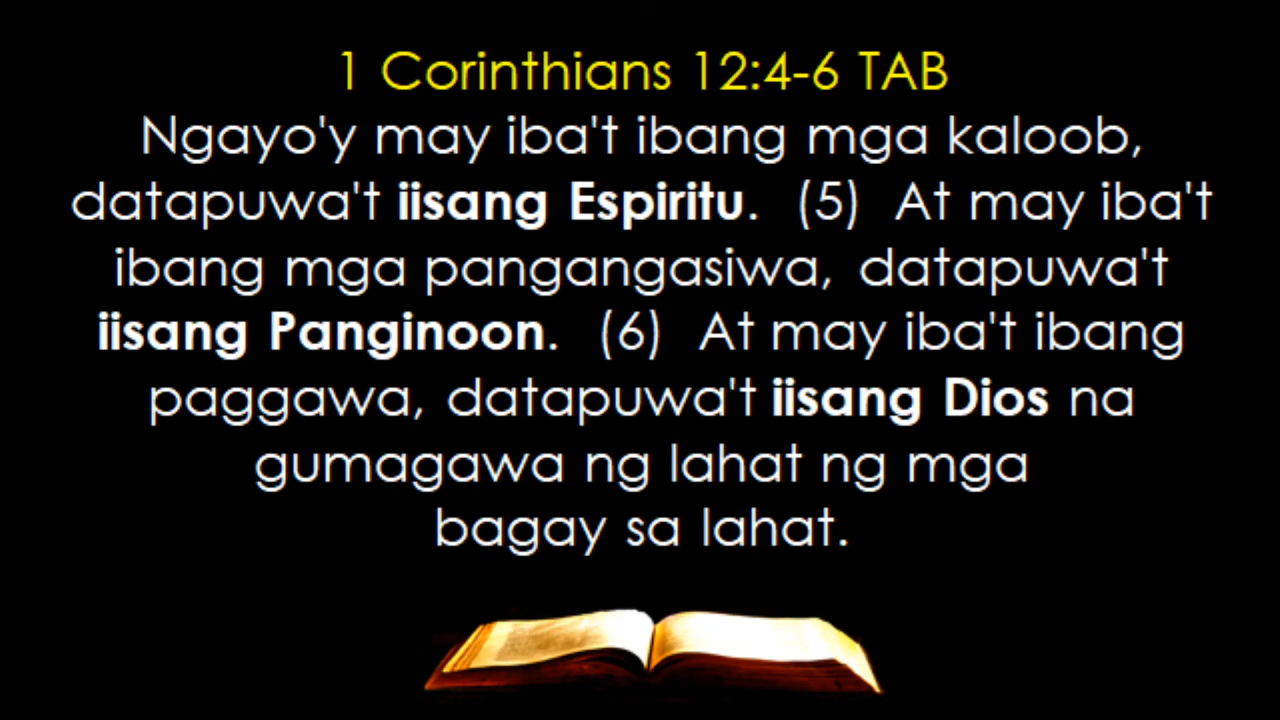 1 Corinthians 12:4-6 TAB
Ngayo'y may iba't ibang mga kaloob,
datapuwa't iisang Espiritu. (5) At may iba't
ibang mga pangangasiwa, datapuwa't
iisang Panginoon. (6) At may iba't ibang
paggawa, datapuwa't iisang Dios na
gumagawa ng lahat ng mga
bagay sa lahat.